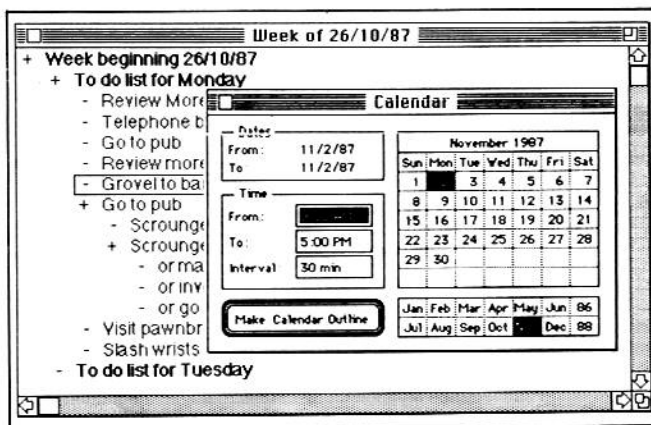 Week of 26/10/87
+ Week beginning 26/10/87
+ To do list for Monday
- Review More
- Telephone b
- Go to pub
- Review more
- Grovel to ba
+ Go to pub
- Scrounge
+ Scrounge
- or ma
- or inv
- or go
- Visit pawnbr
- Slash wrists
- To do list for Tuesday
Calendar
Dates
From: 11/2/87
To 11/2/87
Time
From:
To: 5:00 PM
Interval 30 min
Make Calendar Outline
November 1987
Sun Mon Tue Wed Thu Fri Sat
1 3 4 5 6 7
8 9 10 11 12 13 14
15 16 17 18 19 20 21
22 23 24 25 26 27 28
29 30
Jan Feb Mar Apr May Jun 86
Jul Aug Sep Oct Dec 88